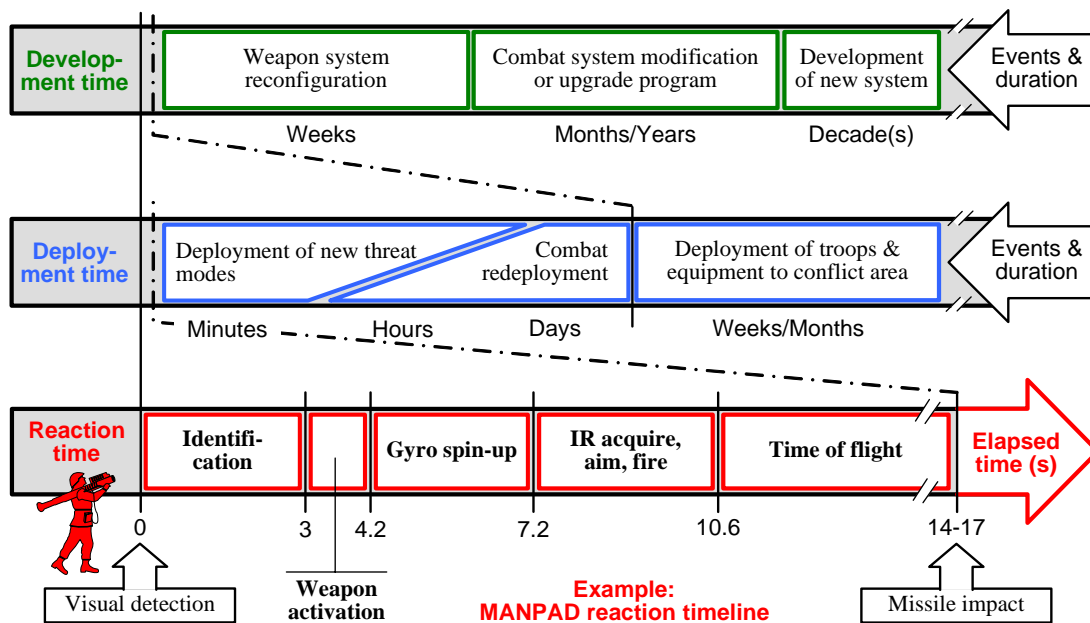 Develop-
ment time
Weapon system
reconfiguration
Combat system modification
or upgrade program
Development
of new system
Events &
duration
Weeks
Months/Years
Decade(s)
Deploy-
ment time
Deployment of new threat
modes
Combat
redeployment
Deployment of troops &
equipment to conflict area
Events &
duration
Minutes
Hours
Days
Weeks/Months
Reaction
time
Identifi-
cation
Gyro spin-up
IR acquire,
aim, fire
Time of flight
Elapsed
time (s)
0
3
4.2
7.2
10.6
14-17
Visual detection
Weapon
activation
Example:
MANPAD reaction timeline
Missile impact